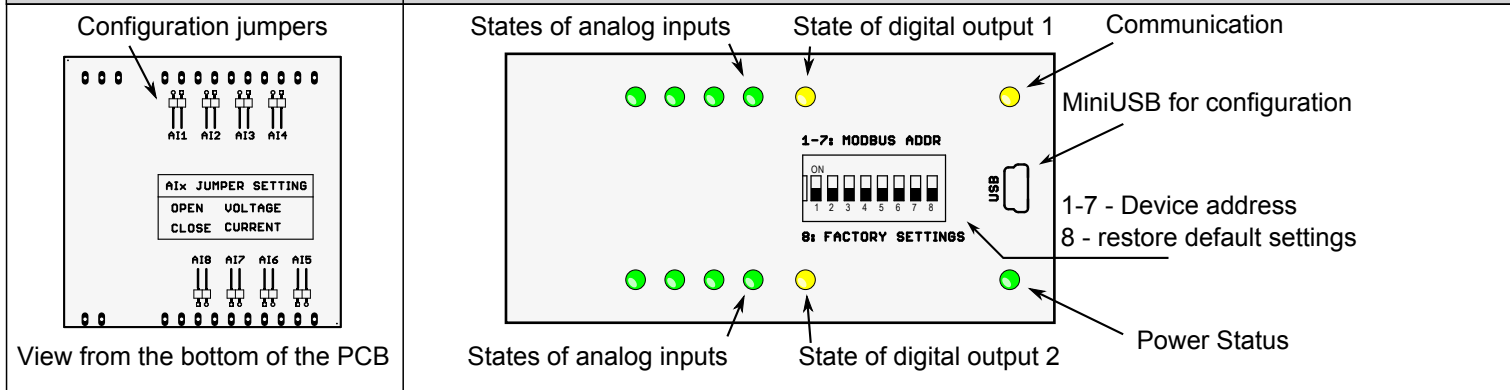 Configuration jumpers
AI1 AI2 AI3 AI4
AIx JUMPER SETTING
OPEN VOLTAGE
CLOSE CURRENT
AI8 AI7 AI6 AI5
View from the bottom of the PCB
States of analog inputs
State of digital output 1
Communication
MiniUSB for configuration
1-7: MODBUS ADDR
ON
1 2 3 4 5 6 7 8
8: FACTORY SETTINGS
USB
1-7 - Device address
8 - restore default settings
States of analog inputs
State of digital output 2
Power Status